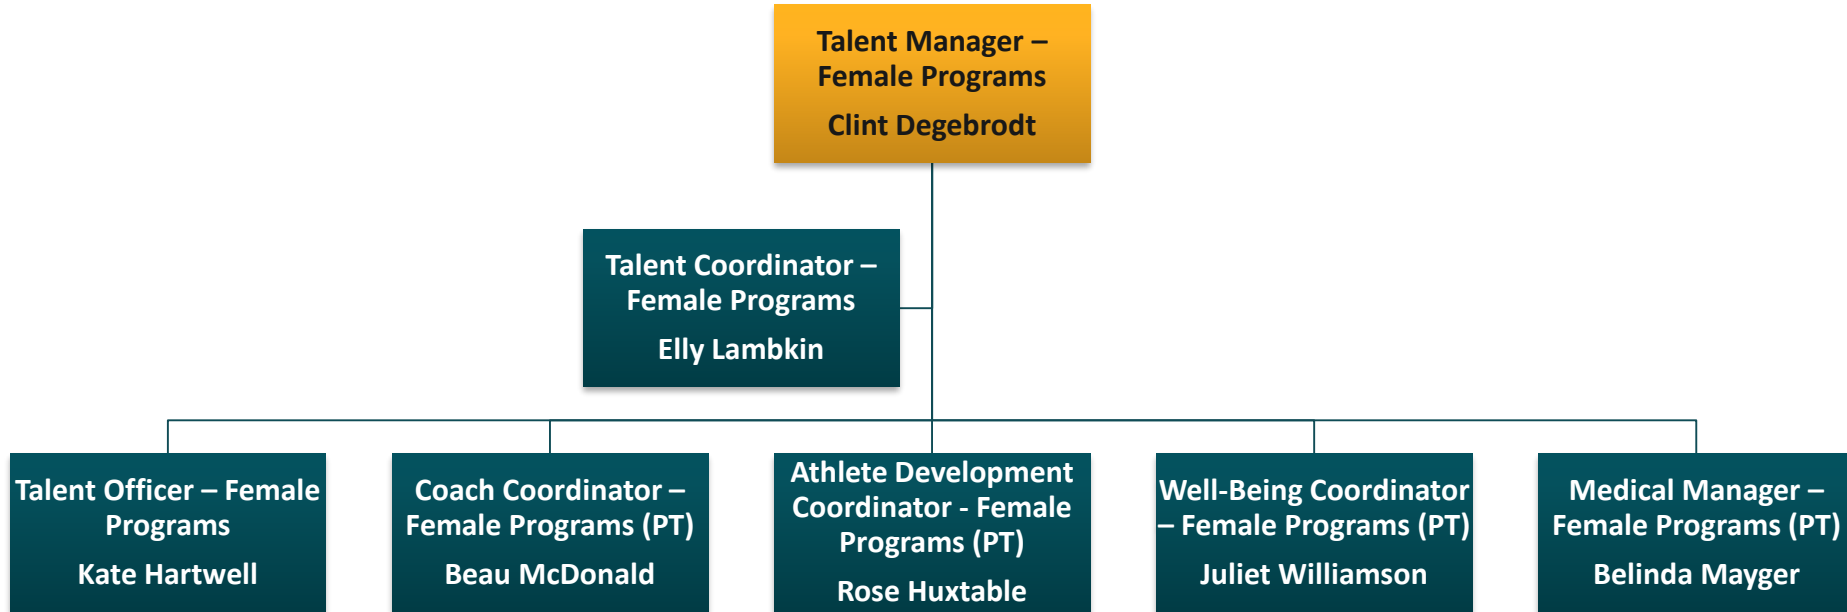 Talent Manager –
Female Programs
Clint Degebrodt
Talent Coordinator –
Female Programs
Elly Lambkin
Talent Officer – Female
Programs
Kate Hartwell
Coach Coordinator –
Female Programs (PT)
Beau McDonald
Athlete Development
Coordinator - Female
Programs (PT)
Rose Huxtable
Well-Being Coordinator
– Female Programs (PT)
Juliet Williamson
Medical Manager –
Female Programs (PT)
Belinda Mayger